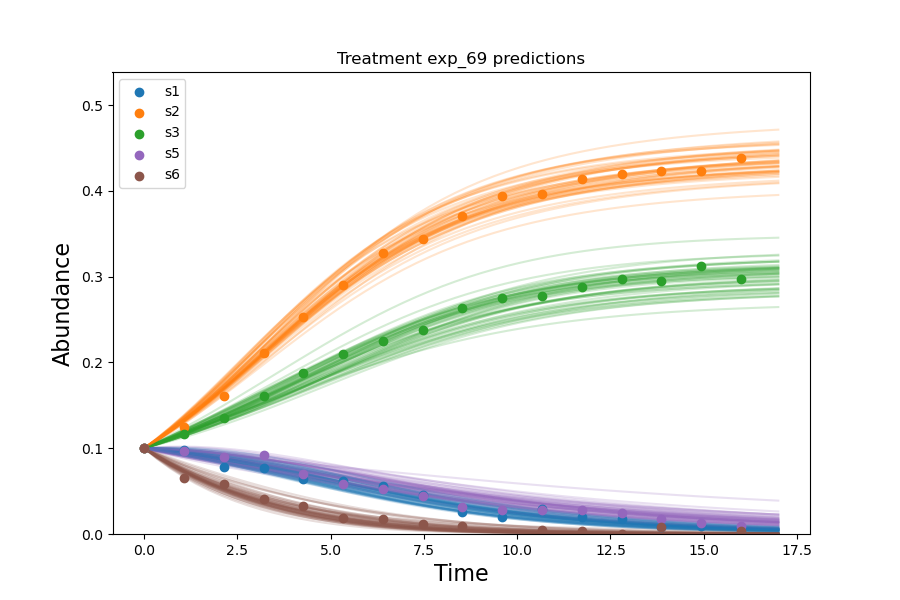 Treatment exp_69 predictions
s1
s2
s3
s5
s6
Abundance
0.5
0.4
0.3
0.2
0.1
0.0
0.0 2.5 5.0 7.5 10.0 12.5 15.0 17.5
Time